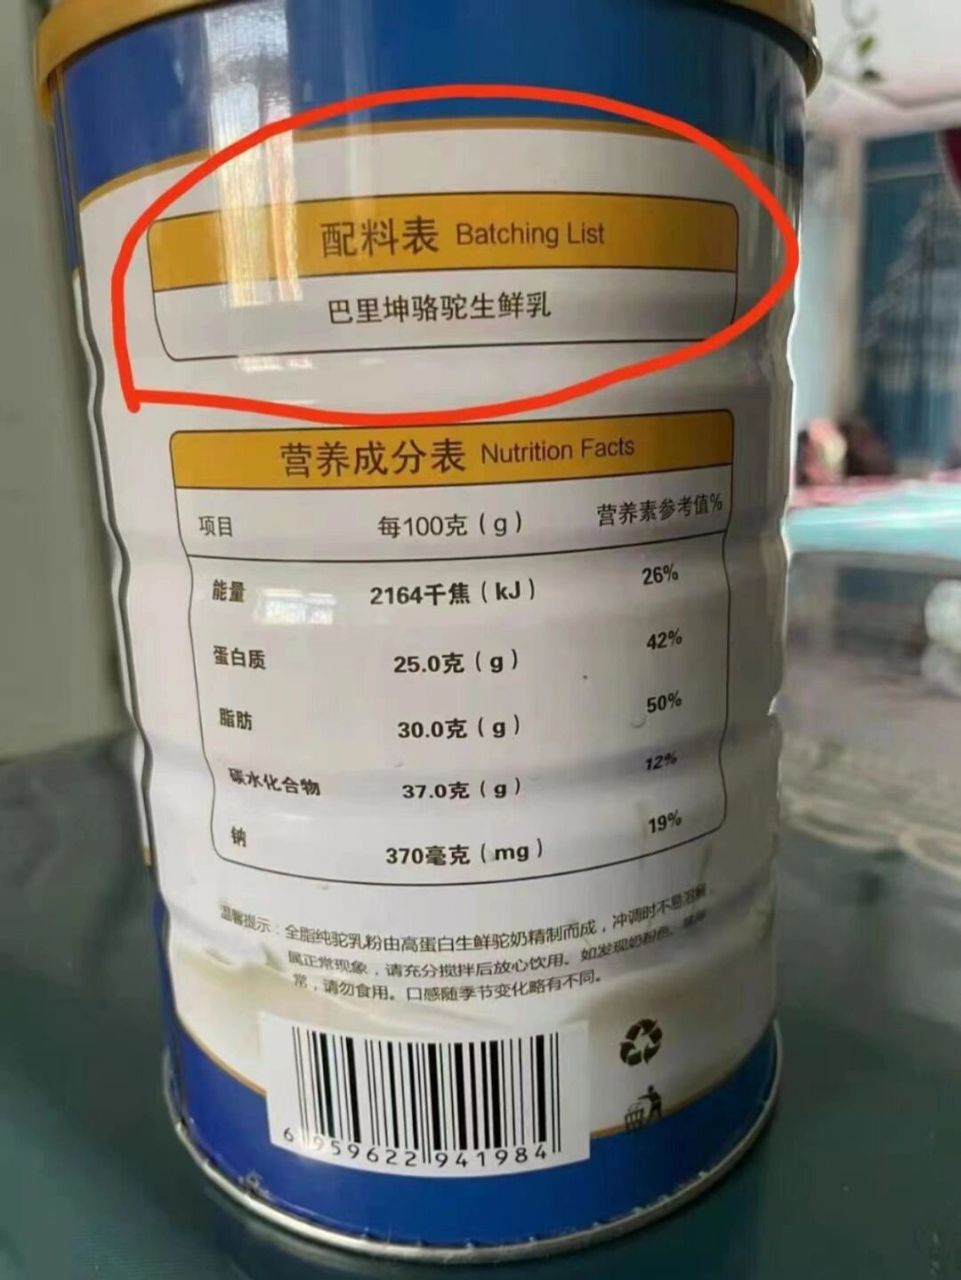 配料表 Batching List
巴里坤骆驼生鲜乳
营养成分表 Nutrition Facts
项目 每100克（g） 营养素参考值%
能量 2164千焦（kJ） 26%
蛋白质 25.0克（g） 42%
脂肪 30.0克（g） 50%
碳水化合物 37.0克（g） 12%
钠 370毫克（mg） 19%
温馨提示：全脂纯驼乳粉由高蛋白生鲜驼奶精制而成，冲调时不易溶解，
属正常现象，请充分搅拌后放心饮用。如发现奶粉色、
常，请勿食用。口感随季节变化略有不同。
6 959622 941984